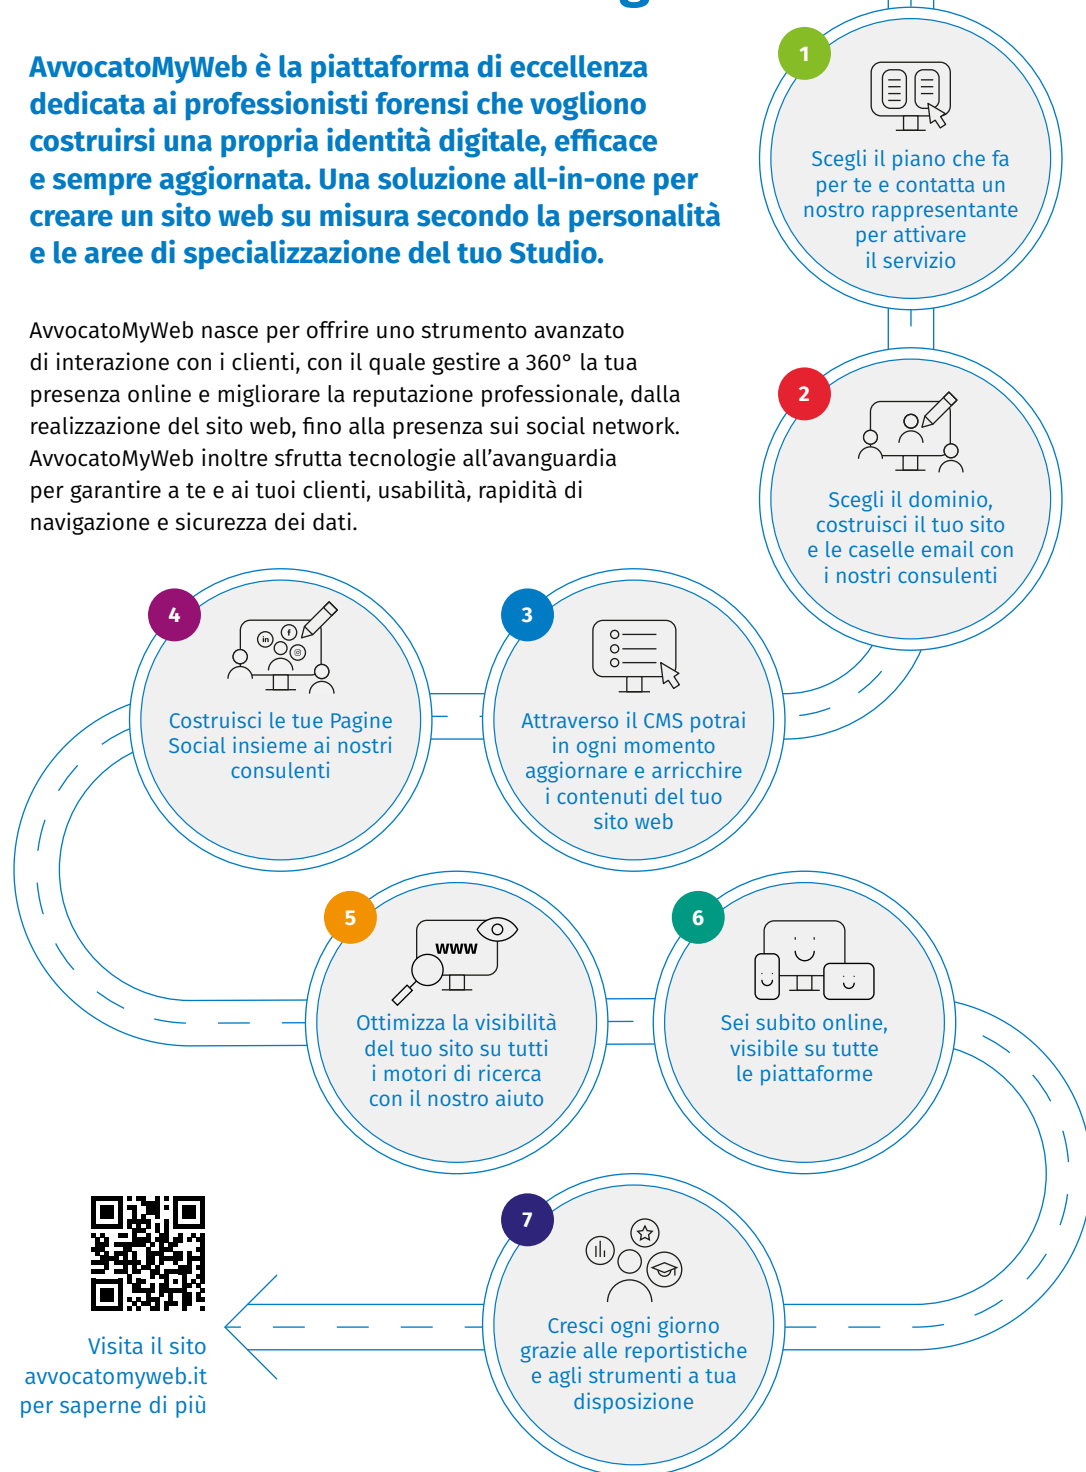 AvvocatoMyWeb è la piattaforma di eccellenza
dedicata ai professionisti forensi che vogliono
costruirsi una propria identità digitale, efficace
e sempre aggiornata. Una soluzione all-in-one per
creare un sito web su misura secondo la personalità
e le aree di specializzazione del tuo Studio.
AvvocatoMyWeb nasce per offrire uno strumento avanzato
di interazione con i clienti, con il quale gestire a 360° la tua
presenza online e migliorare la reputazione professionale, dalla
realizzazione del sito web, fino alla presenza sui social network.
AvvocatoMyWeb inoltre sfrutta tecnologie all’avanguardia
per garantire a te e ai tuoi clienti, usabilità, rapidità di
navigazione e sicurezza dei dati.
1
Scegli il piano che fa
per te e contatta un
nostro rappresentante
per attivare
il servizio
2
Scegli il dominio,
costruisci il tuo sito
e le caselle email con
i nostri consulenti
3
Attraverso il CMS potrai
in ogni momento
aggiornare e arricchire
i contenuti del tuo
sito web
4
in
f
Costruisci le tue Pagine
Social insieme ai nostri
consulenti
5
www
Ottimizza la visibilità
del tuo sito su tutti
i motori di ricerca
con il nostro aiuto
6
Sei subito online,
visibile su tutte
le piattaforme
7
Cresci ogni giorno
grazie alle reportistiche
e agli strumenti a tua
disposizione
Visita il sito
avvocatomyweb.it
per saperne di più